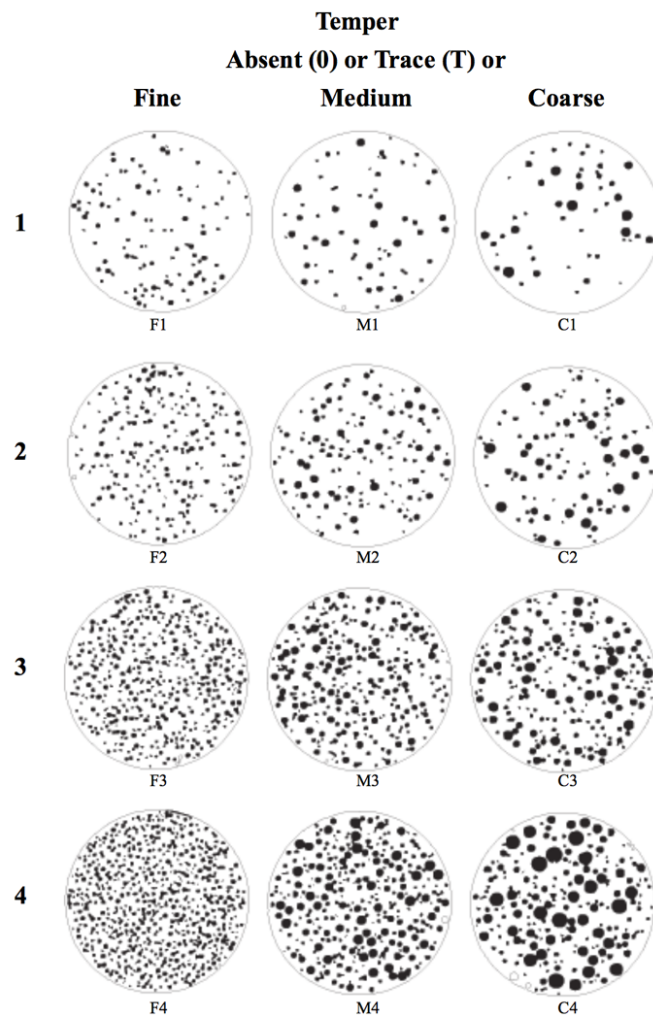 Temper
Absent (0) or Trace (T) or
Fine Medium Coarse
1
F1 M1 C1
2
F2 M2 C2
3
F3 M3 C3
4
F4 M4 C4